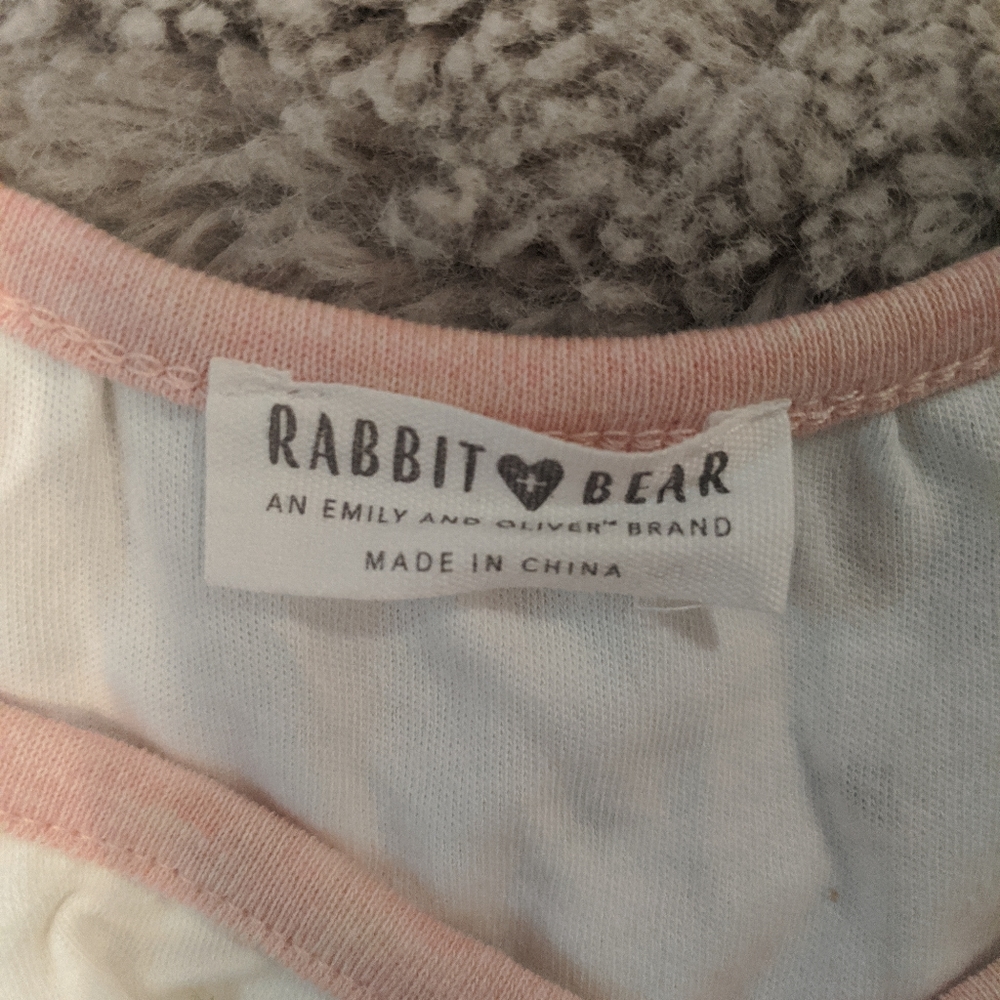 RABBIT BEAR
AN EMILY AND OLIVER™ BRAND
MADE IN CHINA